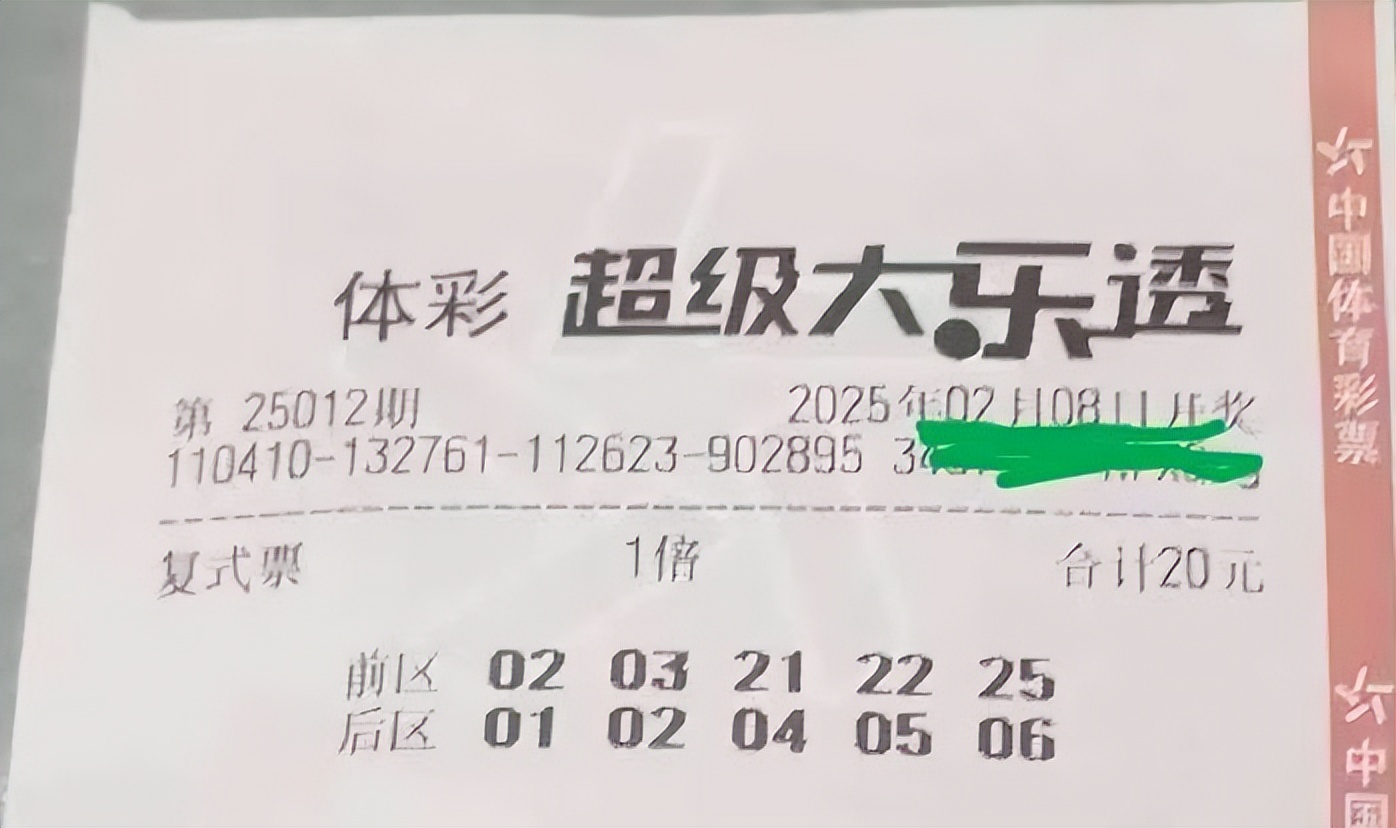 体彩 超级大乐透
第 25012期 2025年02月08日开奖
110410-132761-112623-902895
复式票 1倍 合计20元
前区 02 03 21 22 25
后区 01 02 04 05 06
中国体育彩票
中国